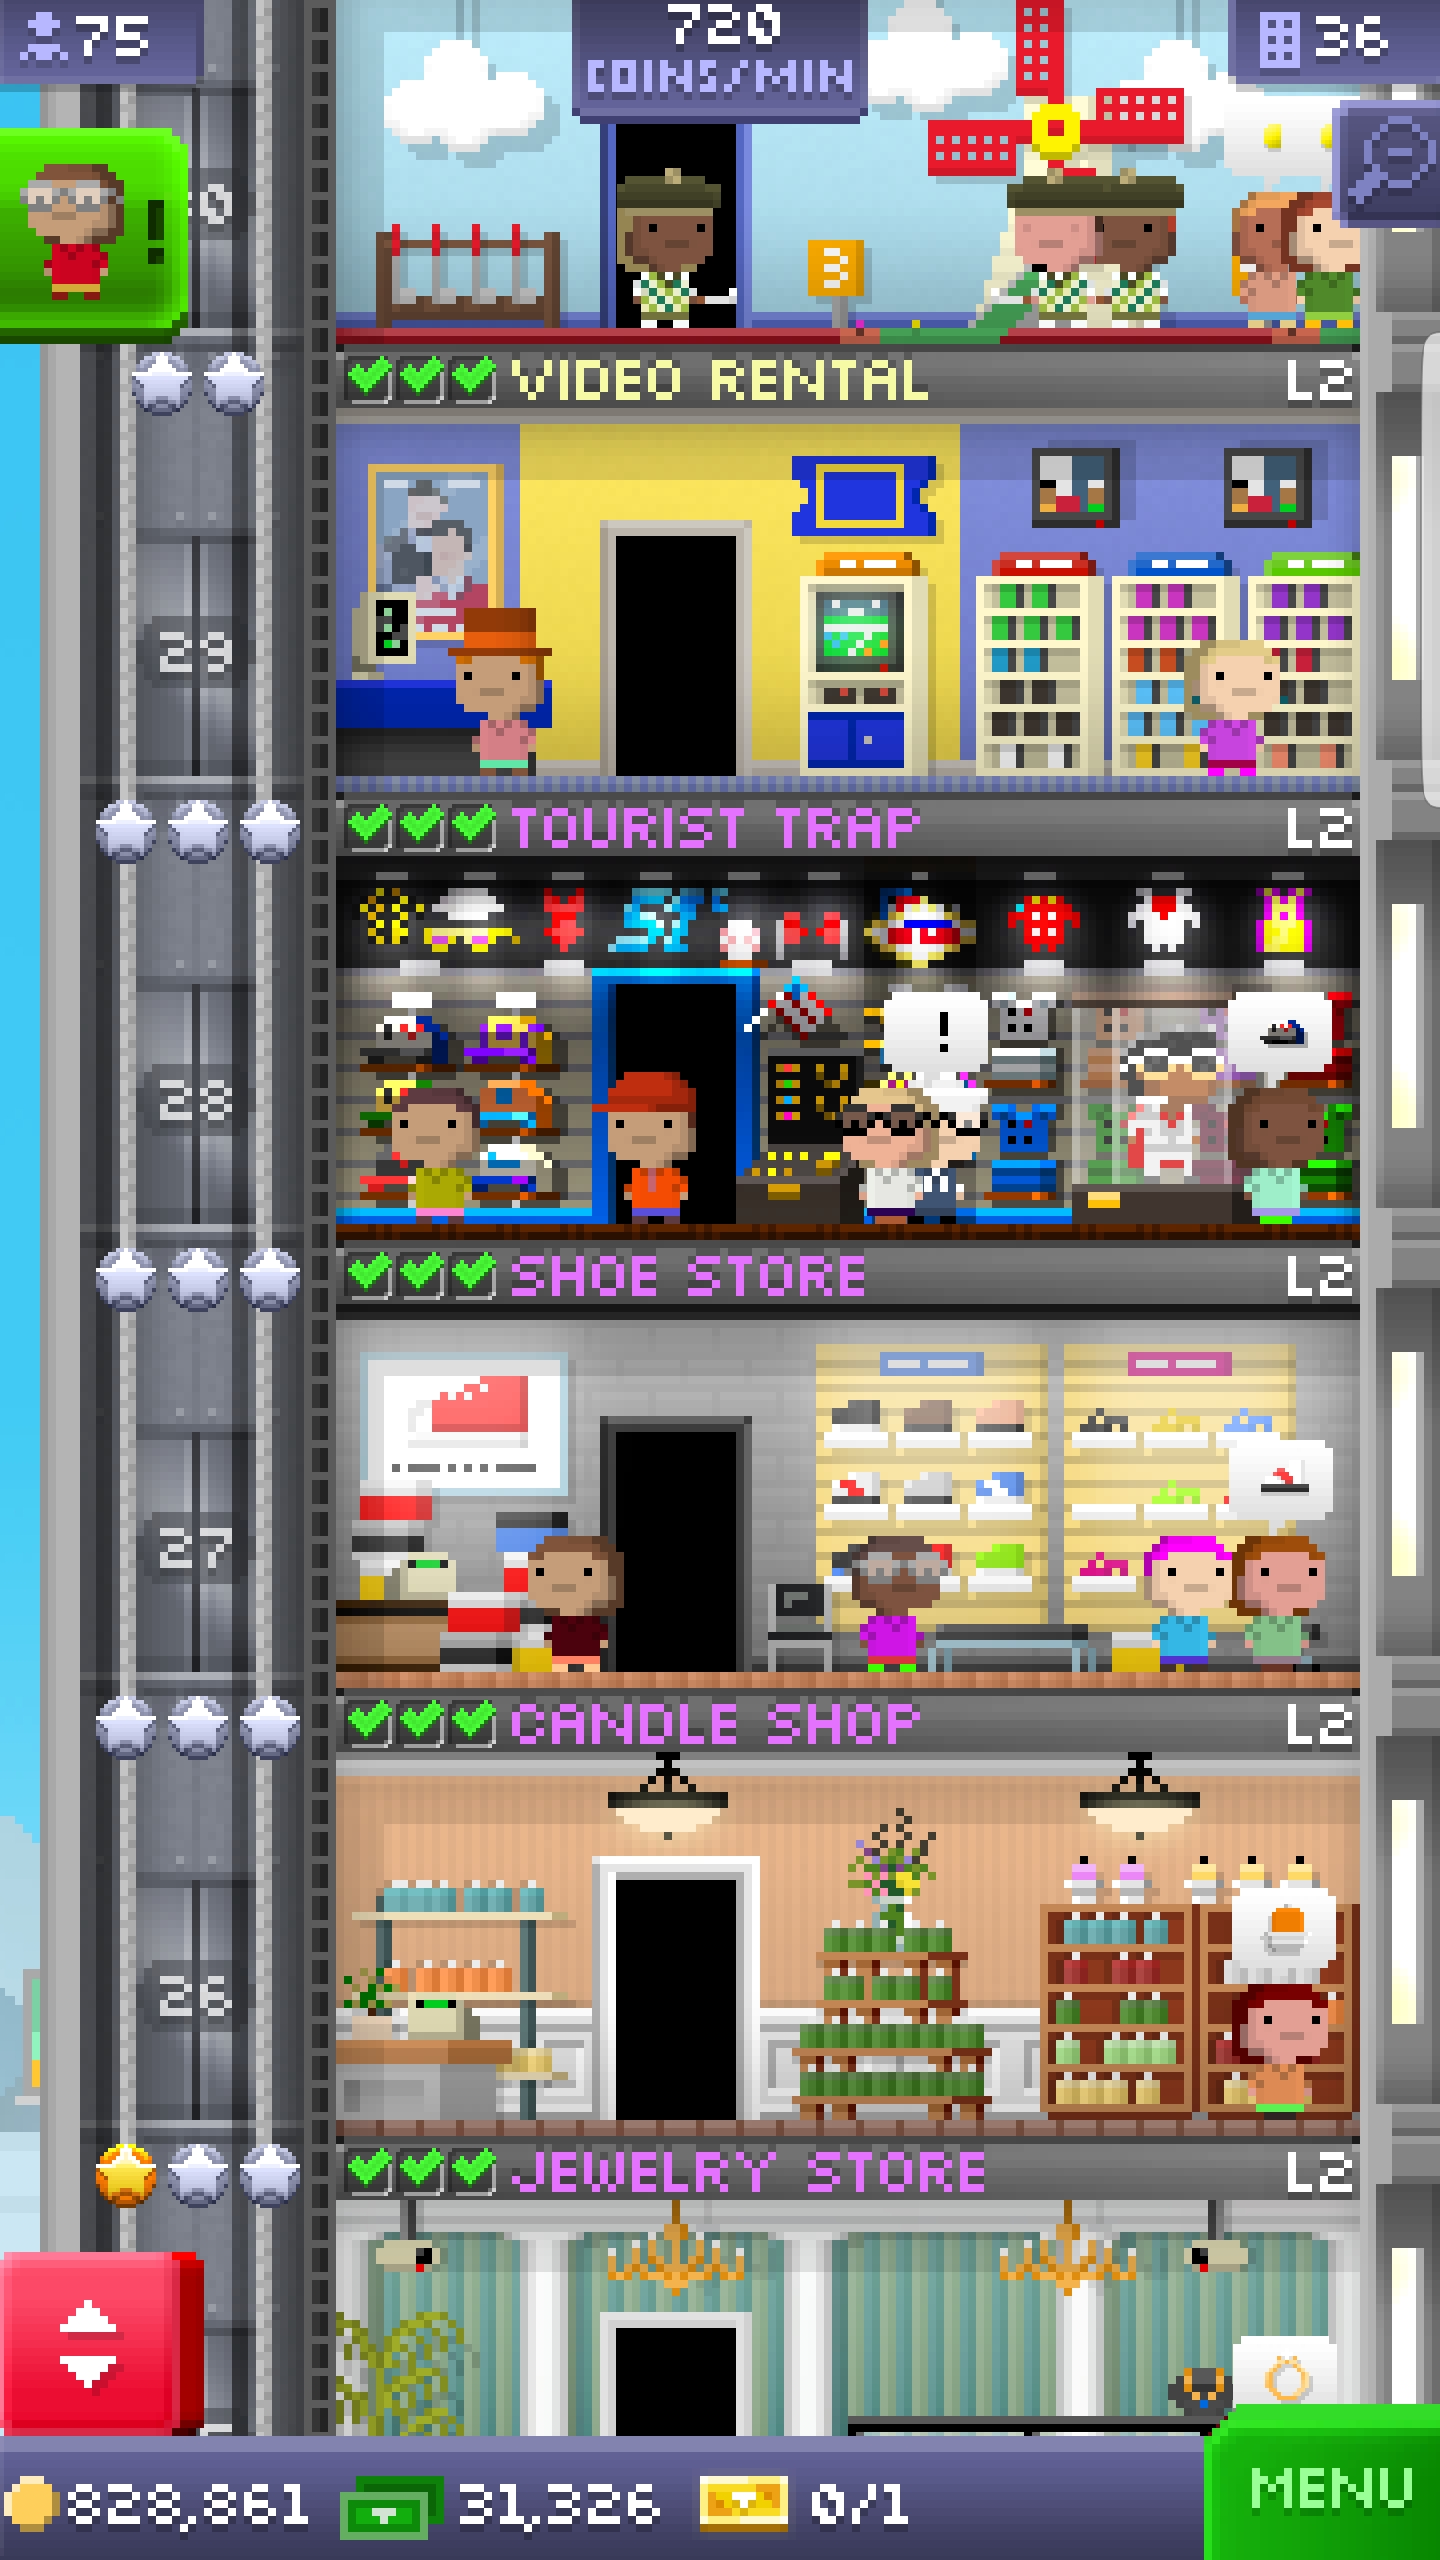 75
720
COINS/MIN
36
!
3
VIDEO RENTAL
L2
29
TOURIST TRAP
L2
!
28
SHOE STORE
L2
27
CANDLE SHOP
L2
26
JEWELRY STORE
L2
828,861
31,326
0/1
MENU